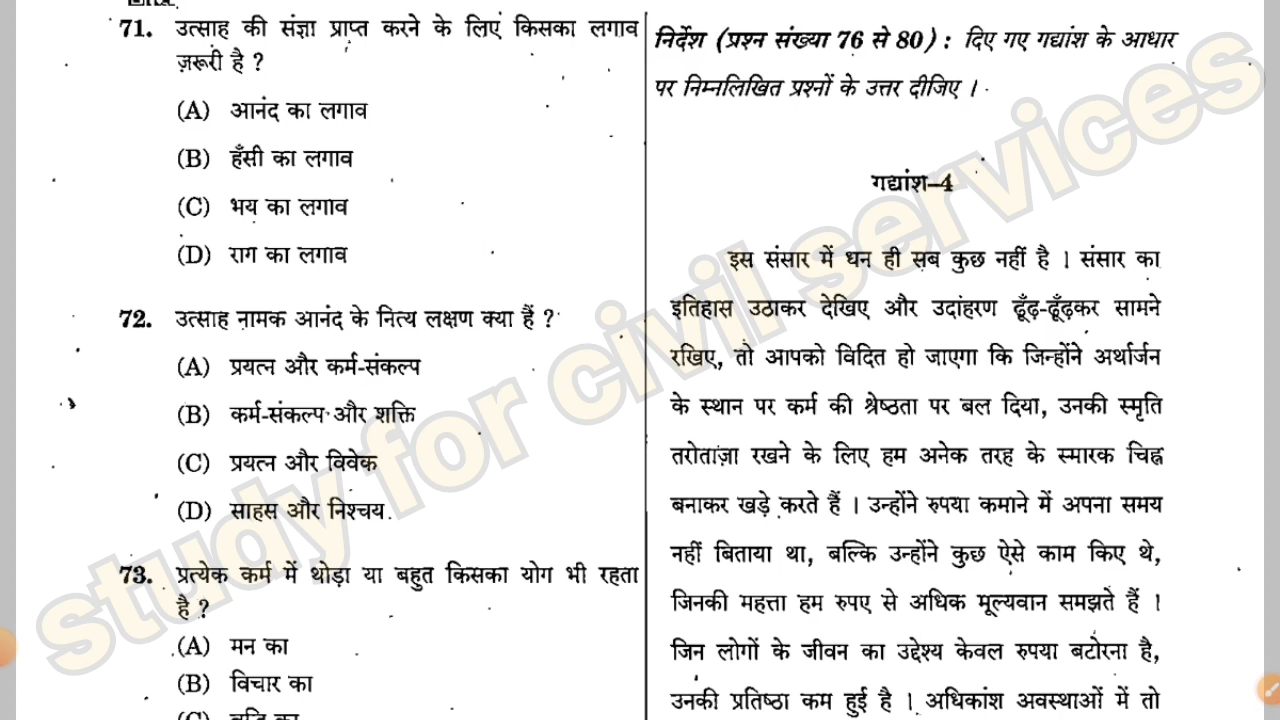 71. उत्साह की संज्ञा प्राप्त करने के लिए किसका लगाव
ज़रूरी है ?
(A) आनंद का लगाव
(B) हँसी का लगाव
(C) भय का लगाव
(D) राग का लगाव
72. उत्साह नामक आनंद के नित्य लक्षण क्या हैं ?
(A) प्रयत्न और कर्म-संकल्प
(B) कर्म-संकल्प और शक्ति
(C) प्रयत्न और विवेक
(D) साहस और निश्चय
73. प्रत्येक कर्म में थोड़ा या बहुत किसका योग भी रहता
है ?
(A) मन का
(B) विचार का
(C) बुद्धि का
निर्देश (प्रश्न संख्या 76 से 80) : दिए गए गद्यांश के आधार
पर निम्नलिखित प्रश्नों के उत्तर दीजिए ।
गद्यांश–4
इस संसार में धन ही सब कुछ नहीं है । संसार का
इतिहास उठाकर देखिए और उदाहरण ढूँढ़-ढूँढ़कर सामने
रखिए, तो आपको विदित हो जाएगा कि जिन्होंने अर्थार्जन
के स्थान पर कर्म की श्रेष्ठता पर बल दिया, उनकी स्मृति
तरोताज़ा रखने के लिए हम अनेक तरह के स्मारक चिह्न
बनाकर खड़े करते हैं । उन्होंने रुपया कमाने में अपना समय
नहीं बिताया था, बल्कि उन्होंने कुछ ऐसे काम किए थे,
जिनकी महत्ता हम रुपए से अधिक मूल्यवान समझते हैं ।
जिन लोगों के जीवन का उद्देश्य केवल रुपया बटोरना है,
उनकी प्रतिष्ठा कम हुई है । अधिकांश अवस्थाओं में तो
study for civil services